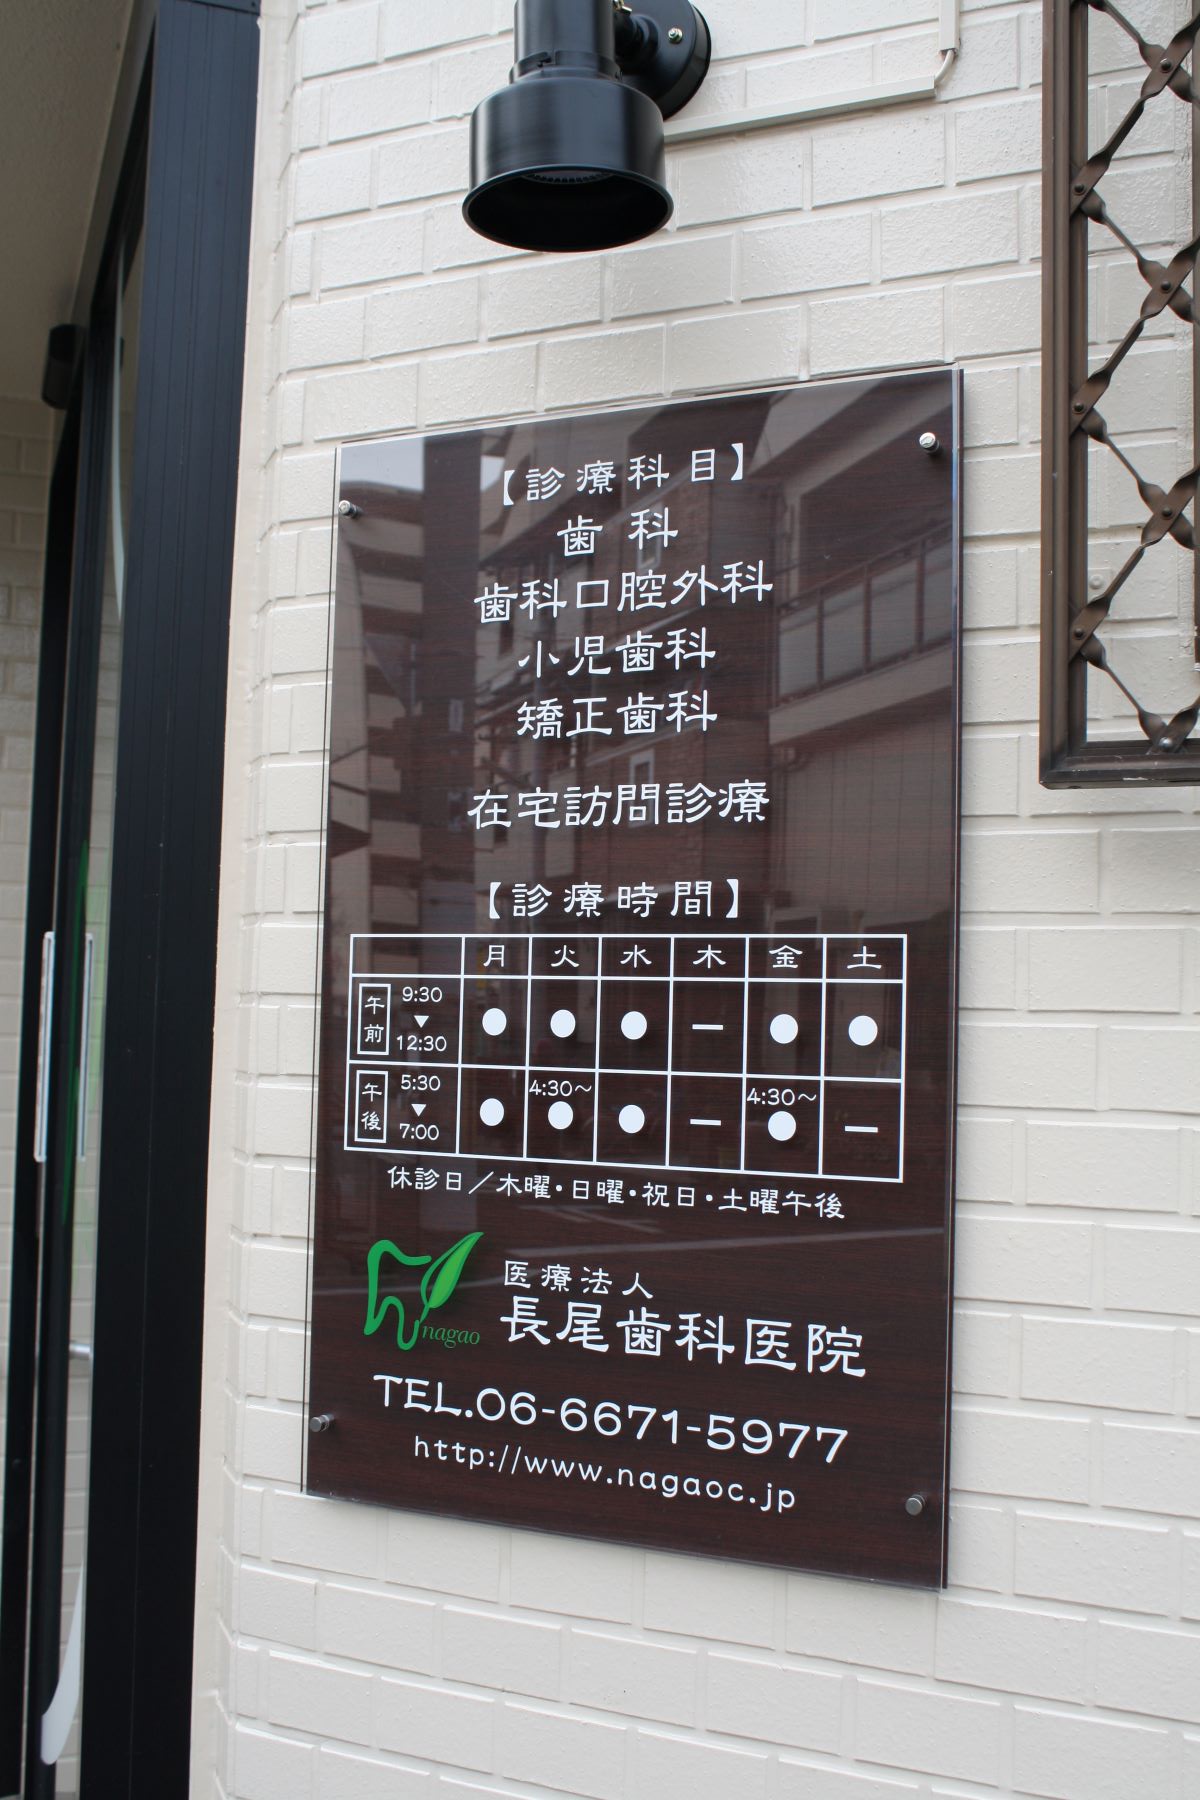 【診療科目】
歯科
歯科口腔外科
小児歯科
矯正歯科
在宅訪問診療
【診療時間】
月 火 水 木 金 土
午前 9:30▼12:30 ● ● ● ー ● ●
午後 5:30▼7:00 ● 4:30〜● ● ー 4:30〜● ー
休診日／木曜・日曜・祝日・土曜午後
nagao
医療法人
長尾歯科医院
TEL.06-6671-5977
http://www.nagaoc.jp